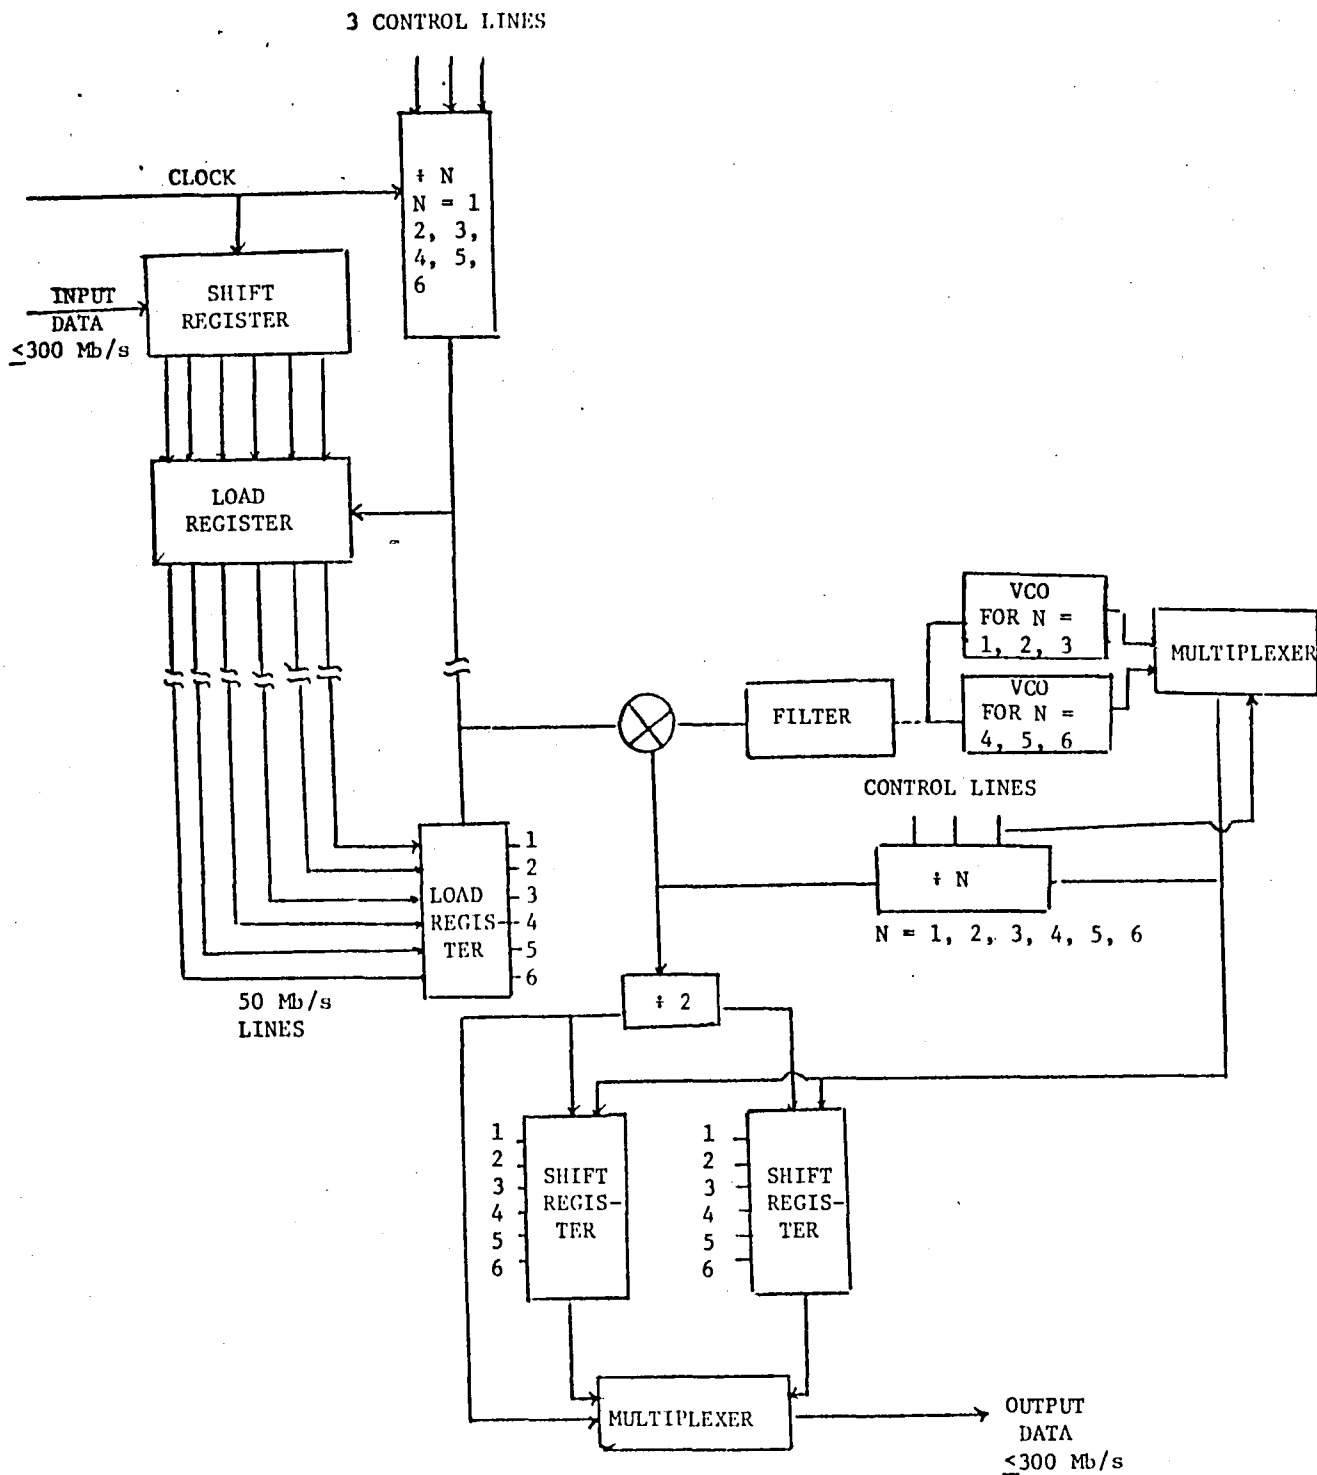 3 CONTROL LINES
CLOCK
÷ N
N = 1
2, 3,
4, 5,
6
INPUT
DATA
≤300 Mb/s
SHIFT
REGISTER
LOAD
REGISTER
VCO
FOR N =
1, 2, 3
MULTIPLEXER
FILTER
VCO
FOR N =
4, 5, 6
CONTROL LINES
÷ N
N = 1, 2, 3, 4, 5, 6
LOAD
REGIS-
TER
1
2
3
4
5
6
50 Mb/s
LINES
÷ 2
1
2
3
4
5
6
SHIFT
REGIS-
TER
1
2
3
4
5
6
SHIFT
REGIS-
TER
MULTIPLEXER
OUTPUT
DATA
≤300 Mb/s